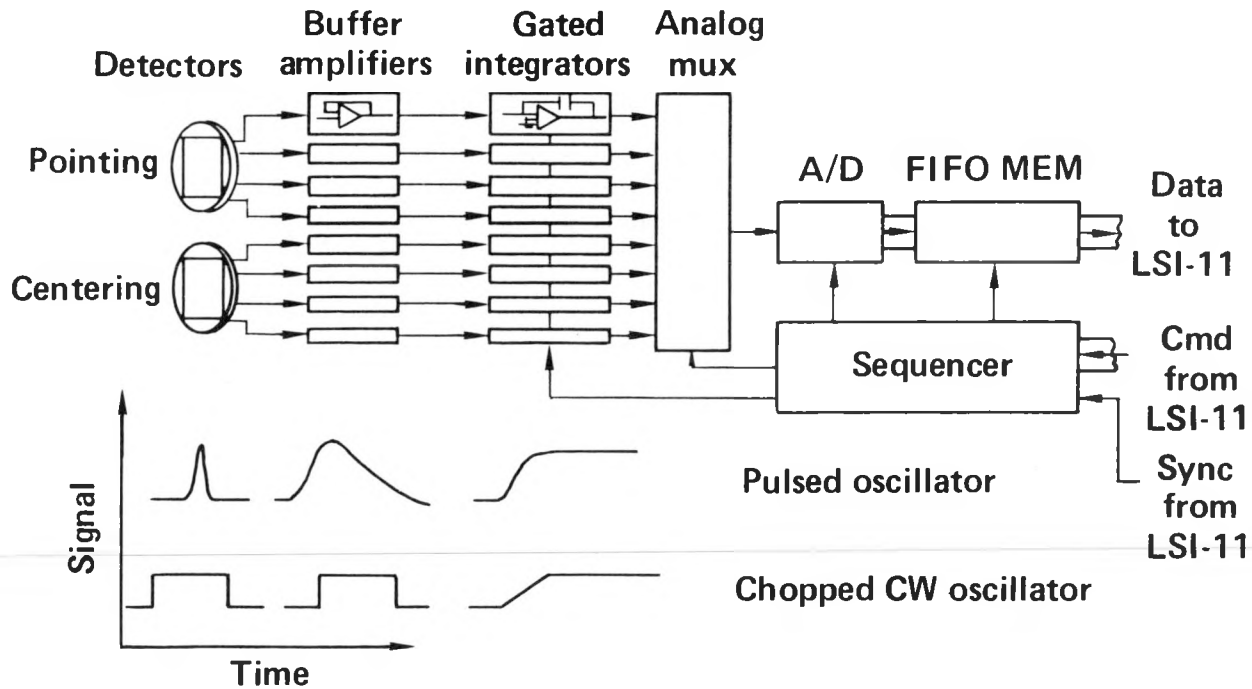 Detectors
Buffer
amplifiers
Gated
integrators
Analog
mux
Pointing
Centering
A/D
FIFO MEM
Data
to
LSI-11
Sequencer
Cmd
from
LSI-11
Sync
from
LSI-11
Signal
Pulsed oscillator
Chopped CW oscillator
Time